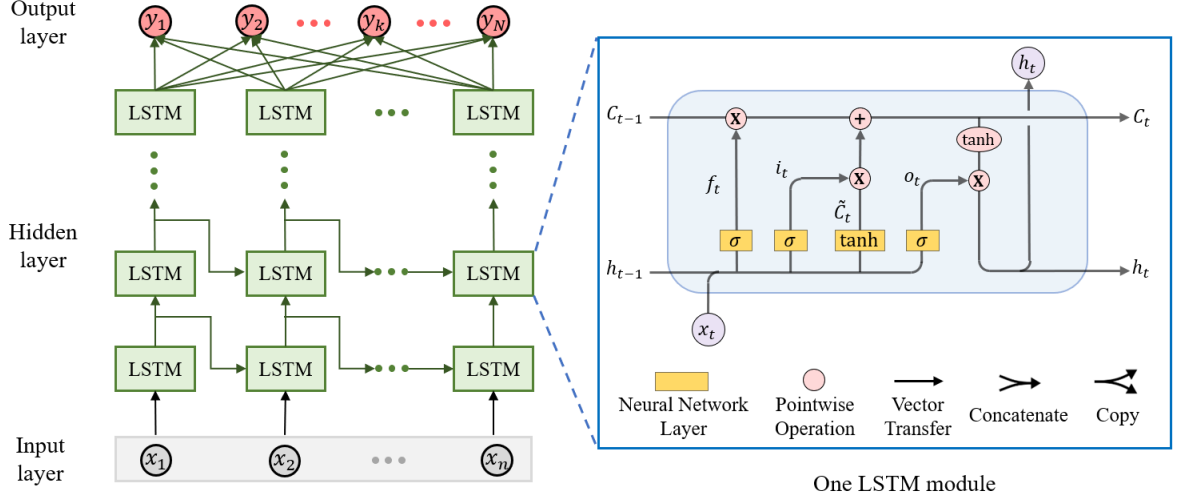 Output
layer
y₁
y₂
yₖ
y_N
LSTM
LSTM
LSTM
Hidden
layer
LSTM
LSTM
LSTM
LSTM
LSTM
LSTM
Input
layer
x₁
x₂
xₙ
hₜ
Cₜ₋₁
X
+
Cₜ
tanh
fₜ
iₜ
X
oₜ
X
C̃ₜ
σ
σ
tanh
σ
hₜ₋₁
hₜ
xₜ
Neural Network
Layer
Pointwise
Operation
Vector
Transfer
Concatenate
Copy
One LSTM module